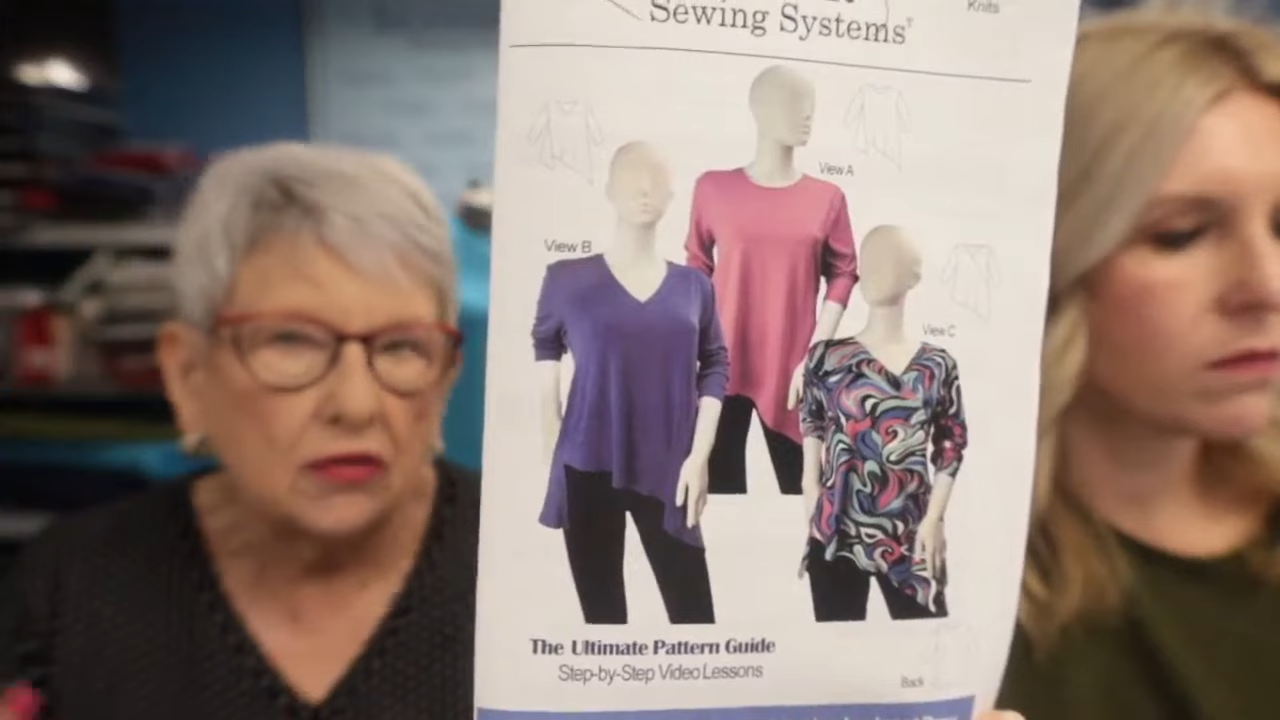 Sewing Systems
Knits
View A
View B
View C
The Ultimate Pattern Guide
Step-by-Step Video Lessons
Back